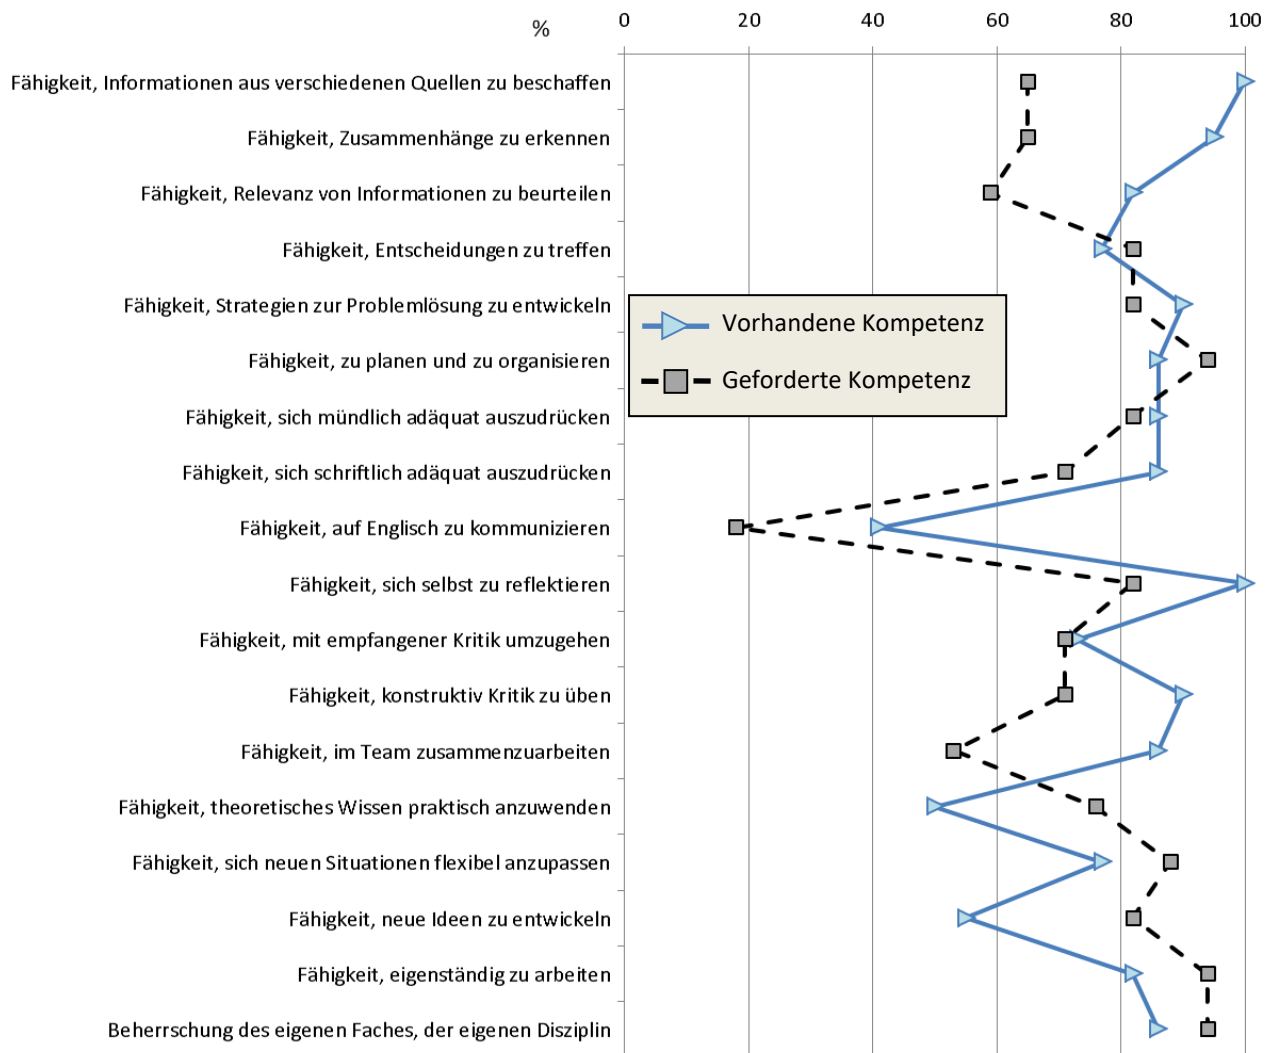 % 0 20 40 60 80 100
Fähigkeit, Informationen aus verschiedenen Quellen zu beschaffen
Fähigkeit, Zusammenhänge zu erkennen
Fähigkeit, Relevanz von Informationen zu beurteilen
Fähigkeit, Entscheidungen zu treffen
Fähigkeit, Strategien zur Problemlösung zu entwickeln
Vorhandene Kompetenz
Fähigkeit, zu planen und zu organisieren
Geforderte Kompetenz
Fähigkeit, sich mündlich adäquat auszudrücken
Fähigkeit, sich schriftlich adäquat auszudrücken
Fähigkeit, auf Englisch zu kommunizieren
Fähigkeit, sich selbst zu reflektieren
Fähigkeit, mit empfangener Kritik umzugehen
Fähigkeit, konstruktiv Kritik zu üben
Fähigkeit, im Team zusammenzuarbeiten
Fähigkeit, theoretisches Wissen praktisch anzuwenden
Fähigkeit, sich neuen Situationen flexibel anzupassen
Fähigkeit, neue Ideen zu entwickeln
Fähigkeit, eigenständig zu arbeiten
Beherrschung des eigenen Faches, der eigenen Disziplin